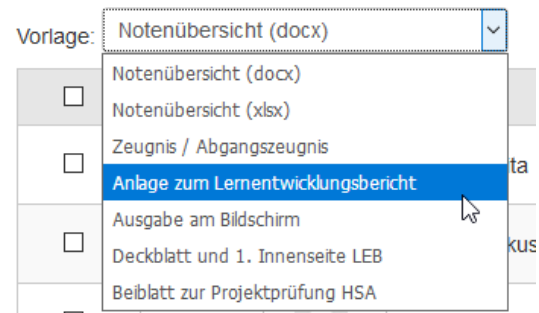 Vorlage: Notenübersicht (docx)
Notenübersicht (docx)
Notenübersicht (xlsx)
Zeugnis / Abgangszeugnis
Anlage zum Lernentwicklungsbericht
Ausgabe am Bildschirm
Deckblatt und 1. Innenseite LEB
Beiblatt zur Projektprüfung HSA